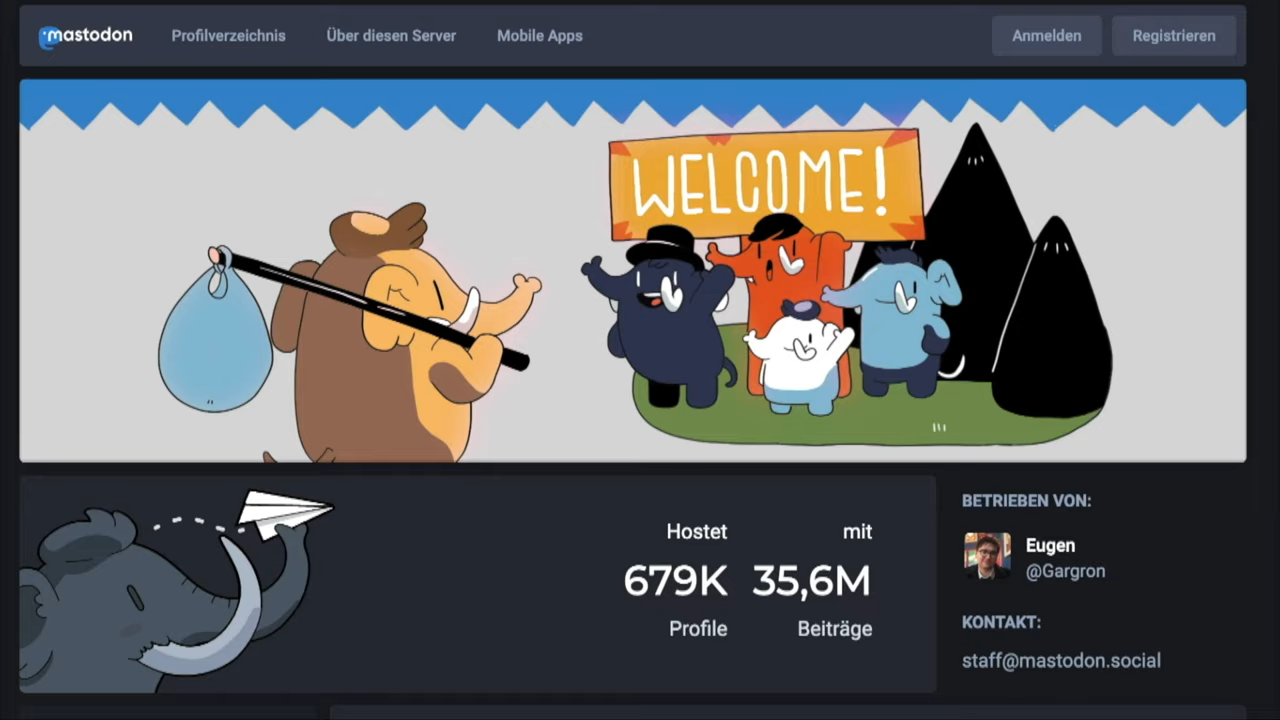 mastodon Profilverzeichnis Über diesen Server Mobile Apps Anmelden Registrieren
WELCOME!
Hostet mit
679K 35,6M
Profile Beiträge
BETRIEBEN VON:
Eugen
@Gargron
KONTAKT:
staff@mastodon.social